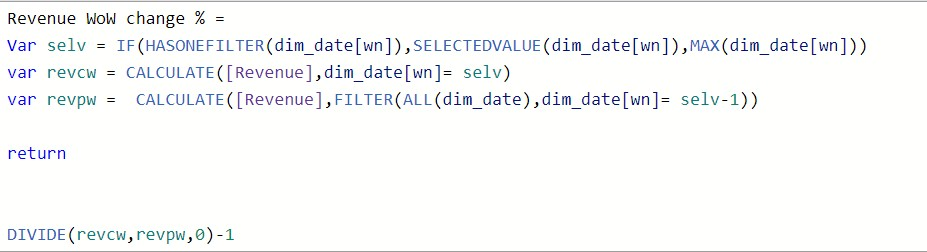 Revenue WoW change % =
Var selv = IF(HASONEFILTER(dim_date[wn]),SELECTEDVALUE(dim_date[wn]),MAX(dim_date[wn]))
var revcw = CALCULATE([Revenue],dim_date[wn]= selv)
var revpw =  CALCULATE([Revenue],FILTER(ALL(dim_date),dim_date[wn]= selv-1))
return
DIVIDE(revcw,revpw,0)-1